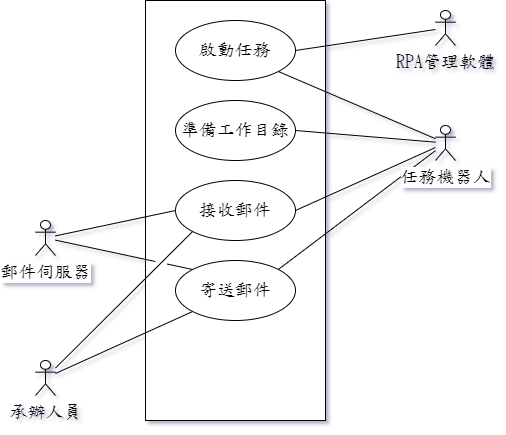 啟動任務
RPA管理軟體
準備工作目錄
任務機器人
接收郵件
郵件伺服器
寄送郵件
承辦人員